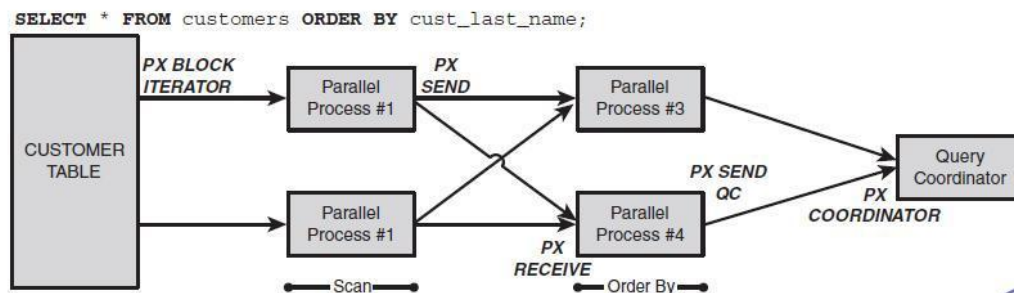 SELECT * FROM customers ORDER BY cust_last_name;
PX BLOCK
ITERATOR
PX
SEND
Parallel
Process #1
Parallel
Process #3
CUSTOMER
TABLE
Query
Coordinator
PX SEND
QC
PX
COORDINATOR
Parallel
Process #1
Parallel
Process #4
PX
RECEIVE
Scan
Order By